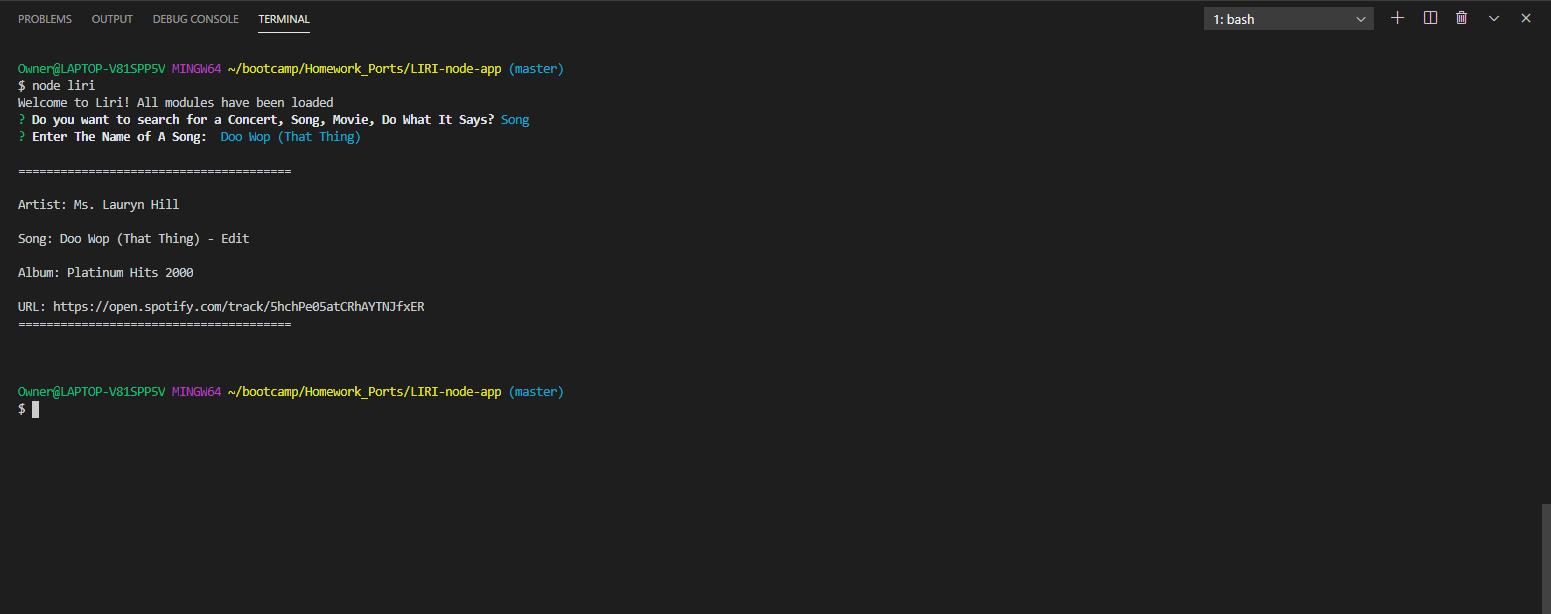 PROBLEMS OUTPUT DEBUG CONSOLE TERMINAL 1: bash
Owner@LAPTOP-V81SPP5V MINGW64 ~/bootcamp/Homework_Ports/LIRI-node-app (master)
$ node liri
Welcome to Liri! All modules have been loaded
? Do you want to search for a Concert, Song, Movie, Do What It Says? Song
? Enter The Name of A Song:  Doo Wop (That Thing)
=======================================
Artist: Ms. Lauryn Hill
Song: Doo Wop (That Thing) - Edit
Album: Platinum Hits 2000
URL: https://open.spotify.com/track/5hchPe05atCRhAYTNJfxER
=======================================
Owner@LAPTOP-V81SPP5V MINGW64 ~/bootcamp/Homework_Ports/LIRI-node-app (master)
$